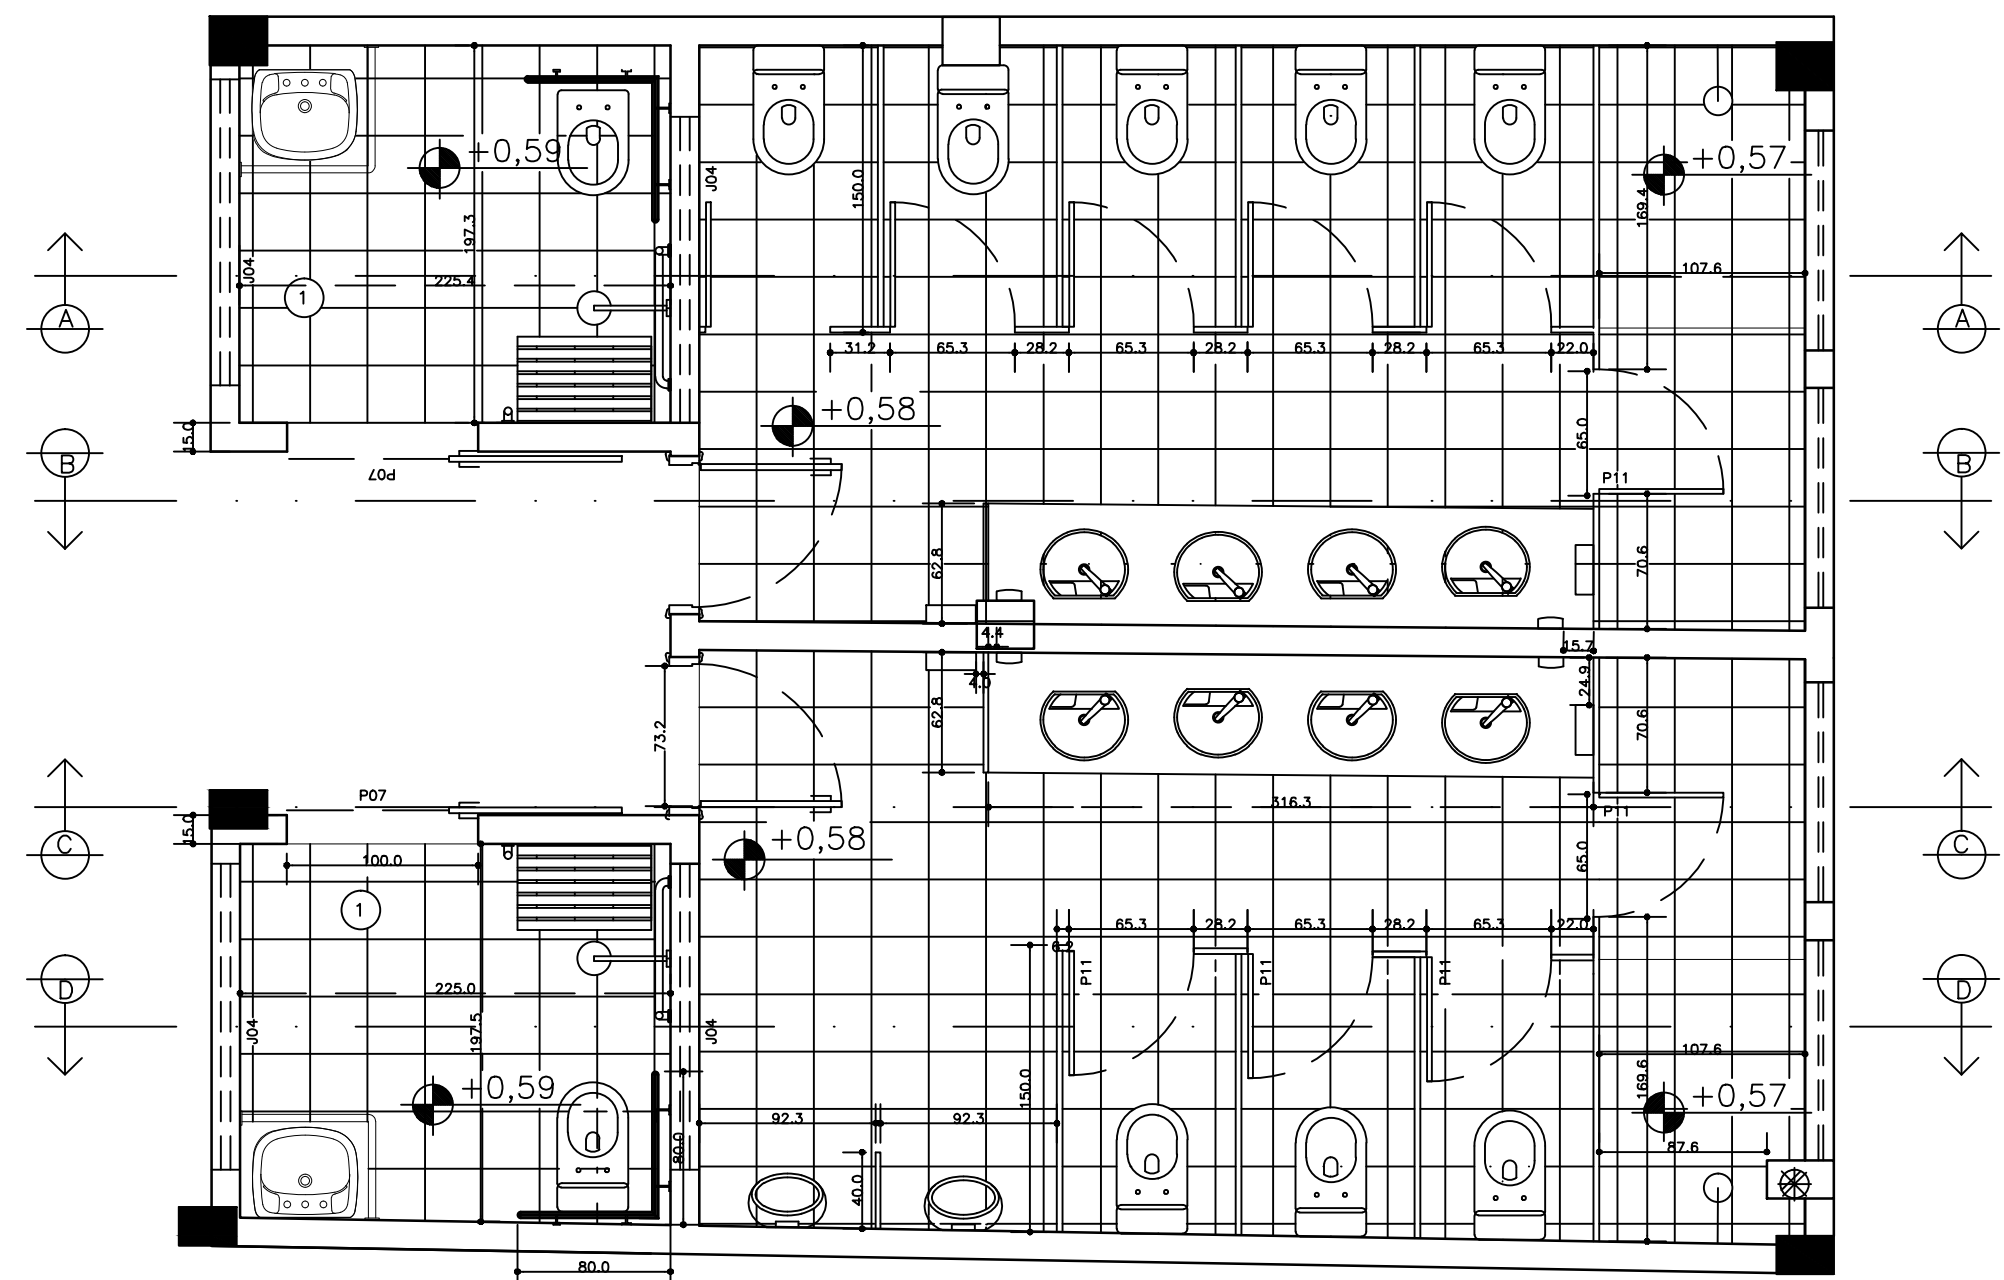 +0,59
+0,57
J04
150.0
169.4
197.3
J04
225.4
107.6
1
A
A
31.2
65.3
28.2
65.3
28.2
65.3
28.2
65.3
22.0
+0,58
15.0
65.0
B
B
P07
P11
62.8
70.6
4.4
15.7
4.0
24.9
62.8
73.2
70.6
P07
316.3
P11
15.0
+0,58
C
C
100.0
65.0
1
65.3
28.2
65.3
28.2
65.3
22.0
6.2
P11
P11
P11
225.0
D
D
J04
197.5
J04
107.6
150.0
169.6
+0,59
+0,57
92.3
92.3
80.0
87.6
40.0
80.0